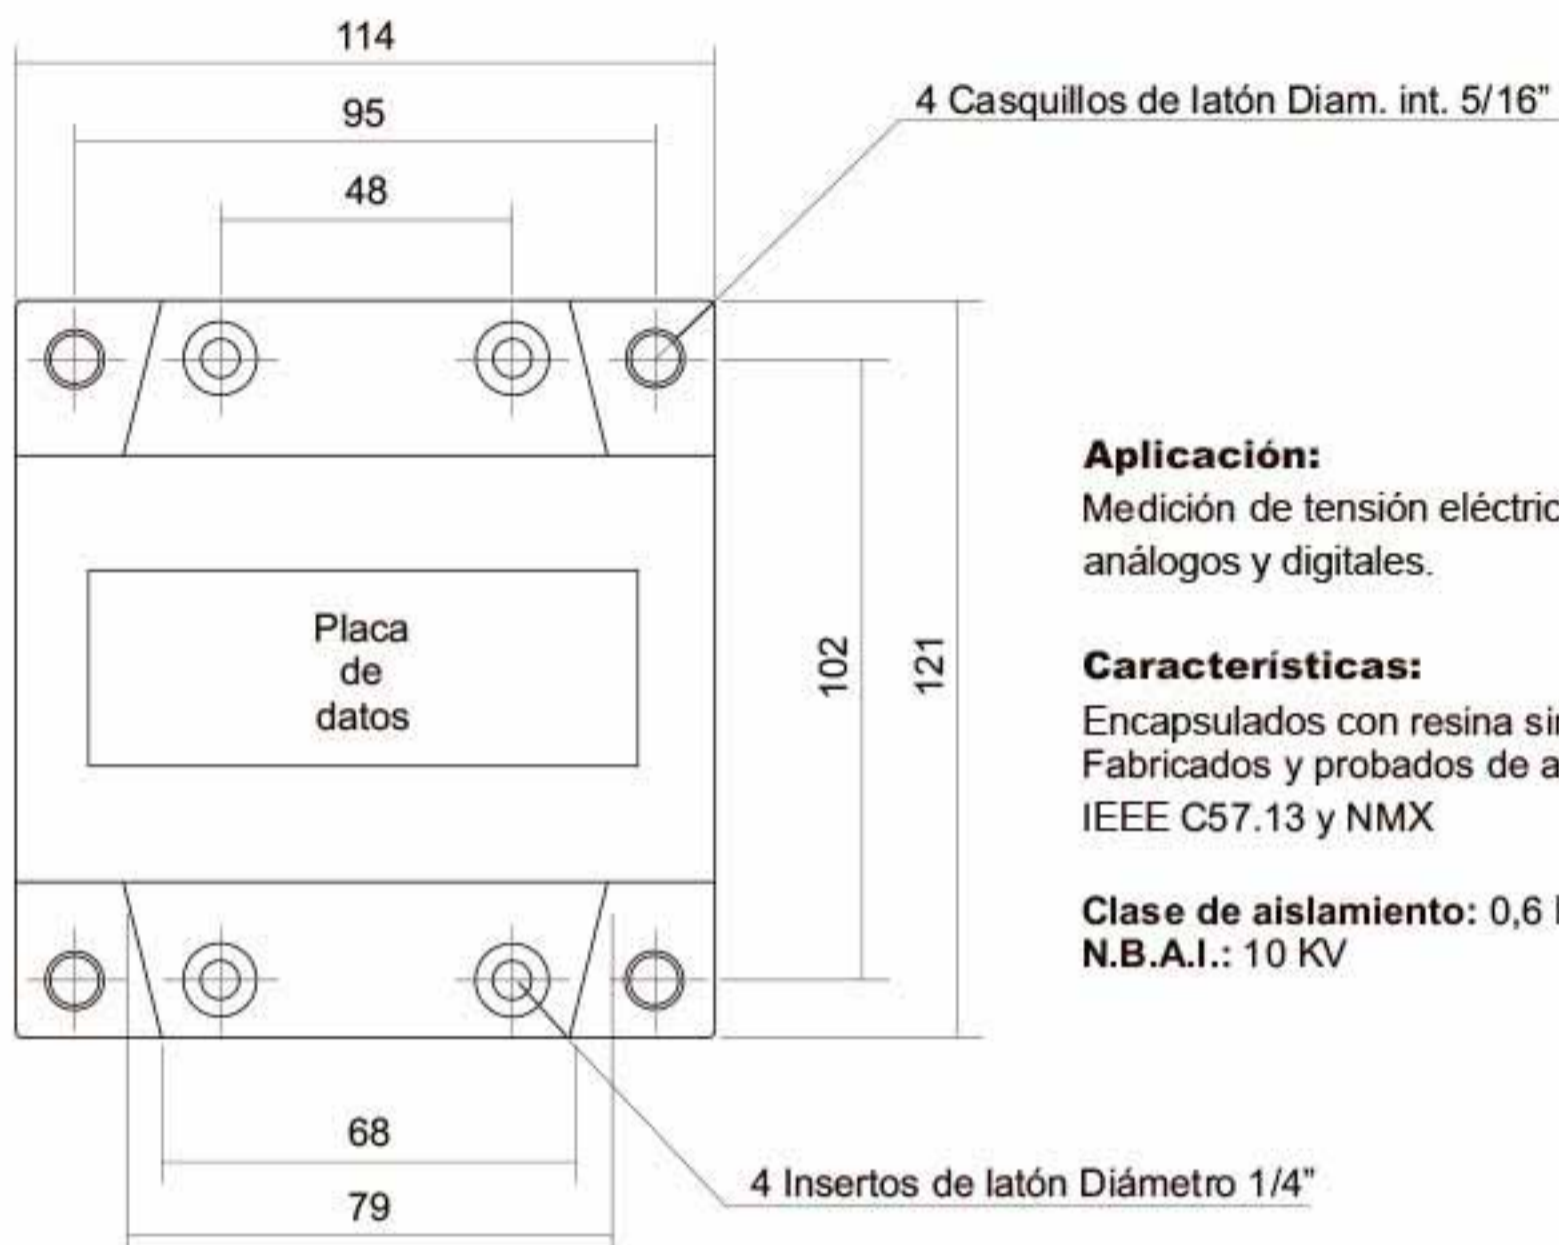 114
95
48
4 Casquillos de latón Diam. int. 5/16”
Placa
de
datos
102
121
Aplicación:
Medición de tensión
análogos y digitales.
Características:
Encapsulados con resina
Fabricados y probados de
IEEE C57.13 y NMX
Clase de aislamiento: 0,6
N.B.A.I.: 10 KV
68
79
4 Insertos de latón Diámetro 1/4”